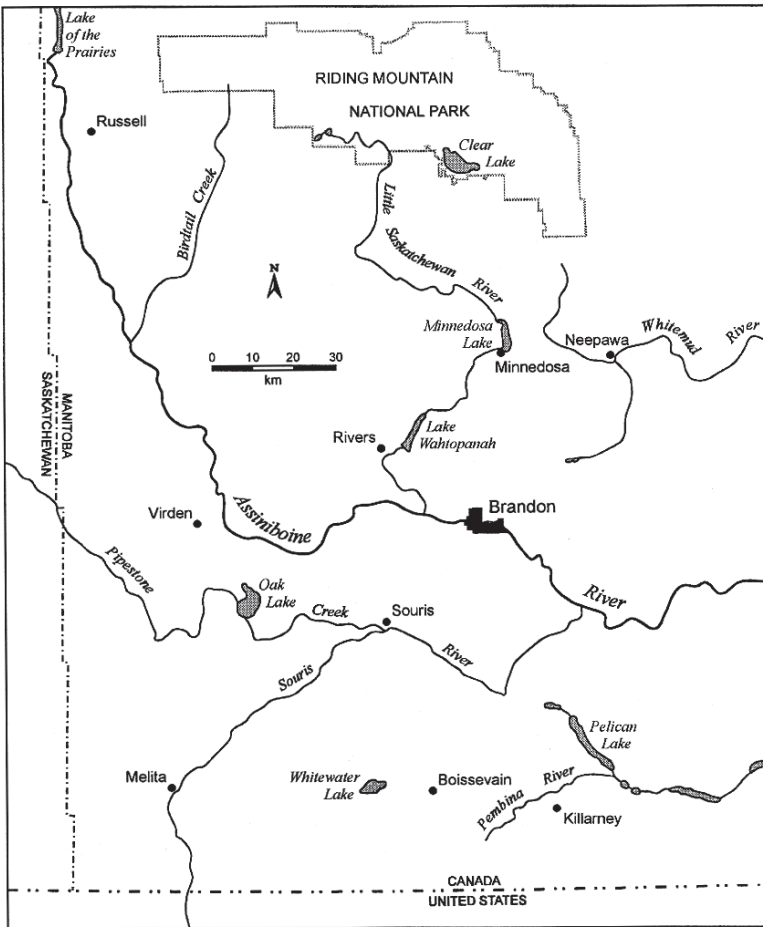 Lake
of the
Prairies
RIDING MOUNTAIN
NATIONAL PARK
Russell
Clear
Lake
Birdtail Creek
Little
Saskatchewan
River
N
Minnedosa
Lake
Minnedosa
Neepawa
Whitemud
River
0 10 20 30
km
SASKATCHEWAN
MANITOBA
Rivers
Lake
Wahtopanah
Virden
Assiniboine
Brandon
River
Pipestone
Oak
Lake
Creek
Souris
Souris
River
Pelican
Lake
Melita
Whitewater
Lake
Boissevain
Pembina
River
Killarney
CANADA
UNITED STATES